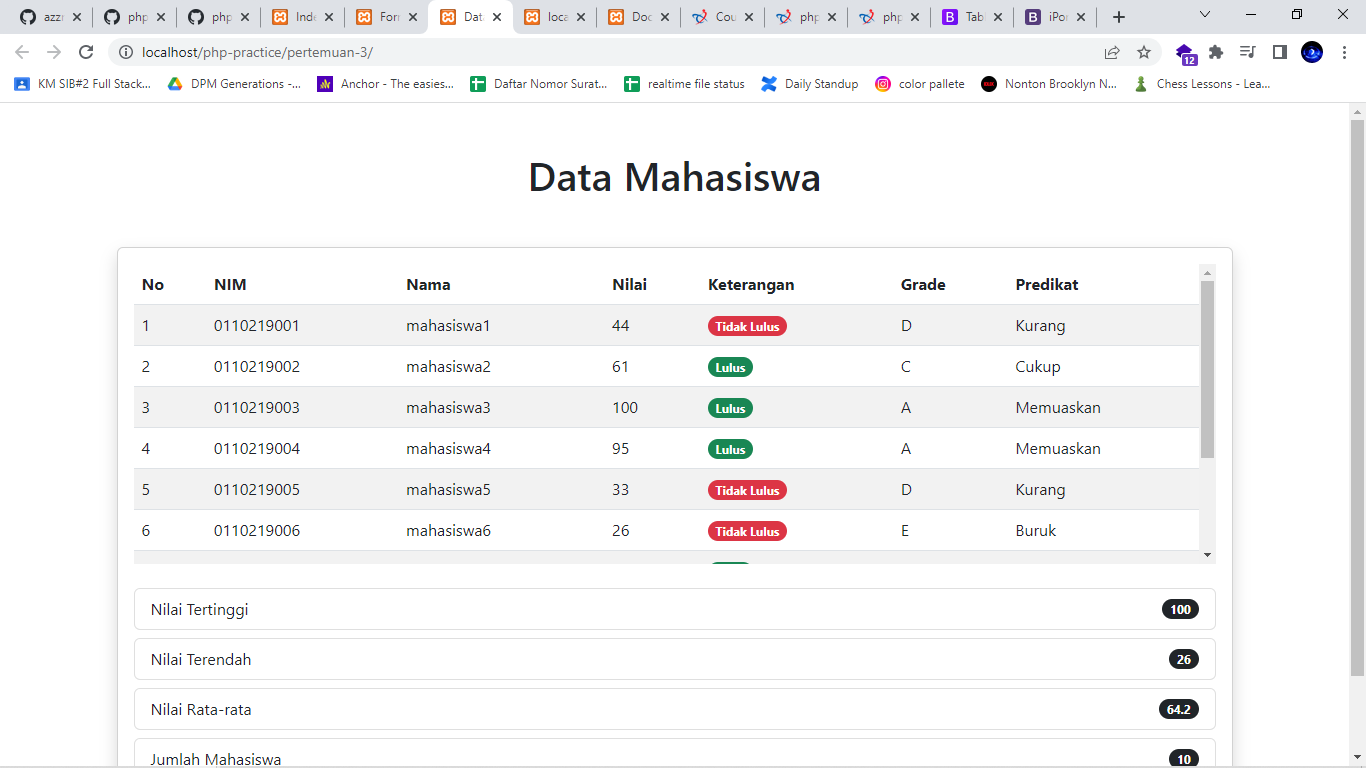 azzr php php Inde For Dat loca Doc Cou php php Tab iPo
localhost/php-practice/pertemuan-3/ 12
KM SIB#2 Full Stack... DPM Generations -... Anchor - The easies... Daftar Nomor Surat... realtime file status Daily Standup color pallete Nonton Brooklyn N... Chess Lessons - Lea...
Data Mahasiswa
No NIM Nama Nilai Keterangan Grade Predikat
1 0110219001 mahasiswa1 44 Tidak Lulus D Kurang
2 0110219002 mahasiswa2 61 Lulus C Cukup
3 0110219003 mahasiswa3 100 Lulus A Memuaskan
4 0110219004 mahasiswa4 95 Lulus A Memuaskan
5 0110219005 mahasiswa5 33 Tidak Lulus D Kurang
6 0110219006 mahasiswa6 26 Tidak Lulus E Buruk
Nilai Tertinggi 100
Nilai Terendah 26
Nilai Rata-rata 64.2
Jumlah Mahasiswa 10